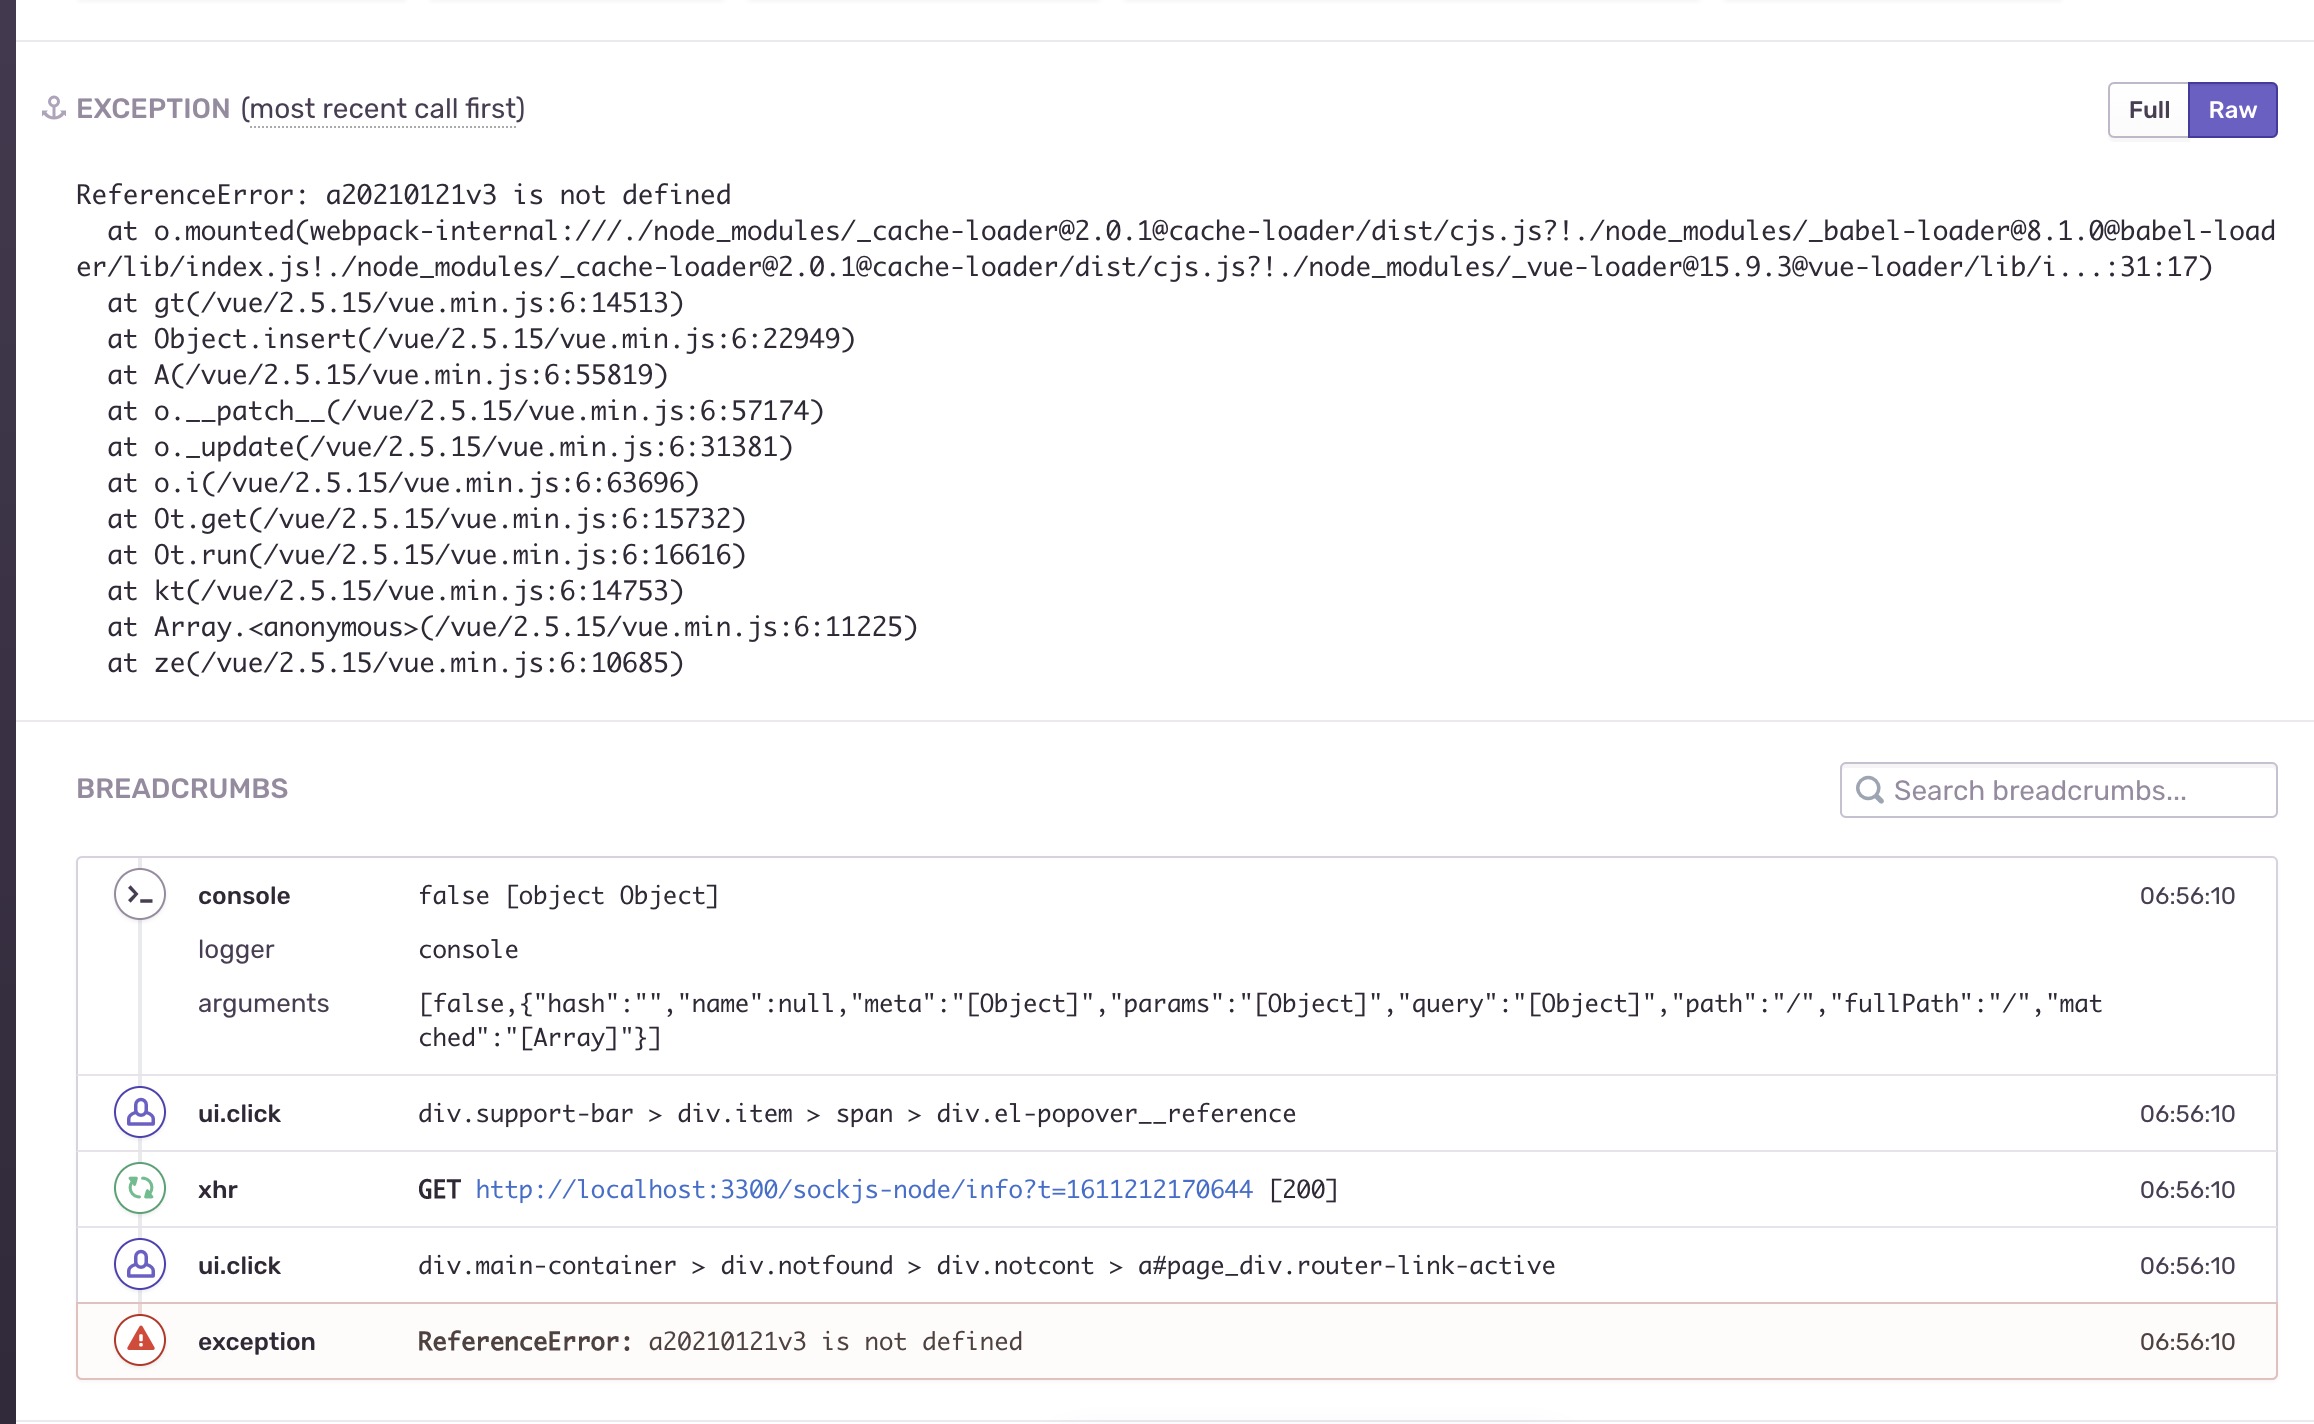 EXCEPTION (most recent call first)
Full Raw
ReferenceError: a20210121v3 is not defined
at o.mounted(webpack-internal:///./node_modules/_cache-loader@2.0.1@cache-loader/dist/cjs.js?!./node_modules/_babel-loader@8.1.0@babel-load
er/lib/index.js!./node_modules/_cache-loader@2.0.1@cache-loader/dist/cjs.js?!./node_modules/_vue-loader@15.9.3@vue-loader/lib/i...:31:17)
at gt(/vue/2.5.15/vue.min.js:6:14513)
at Object.insert(/vue/2.5.15/vue.min.js:6:22949)
at A(/vue/2.5.15/vue.min.js:6:55819)
at o.__patch__(/vue/2.5.15/vue.min.js:6:57174)
at o._update(/vue/2.5.15/vue.min.js:6:31381)
at o.i(/vue/2.5.15/vue.min.js:6:63696)
at Ot.get(/vue/2.5.15/vue.min.js:6:15732)
at Ot.run(/vue/2.5.15/vue.min.js:6:16616)
at kt(/vue/2.5.15/vue.min.js:6:14753)
at Array.<anonymous>(/vue/2.5.15/vue.min.js:6:11225)
at ze(/vue/2.5.15/vue.min.js:6:10685)
BREADCRUMBS
Search breadcrumbs...
console false [object Object] 06:56:10
logger console
arguments [false,{"hash":"","name":null,"meta":"[Object]","params":"[Object]","query":"[Object]","path":"/","fullPath":"/","mat
ched":"[Array]"}]
ui.click div.support-bar > div.item > span > div.el-popover__reference 06:56:10
xhr GET http://localhost:3300/sockjs-node/info?t=1611212170644 [200] 06:56:10
ui.click div.main-container > div.notfound > div.notcont > a#page_div.router-link-active 06:56:10
exception ReferenceError: a20210121v3 is not defined 06:56:10